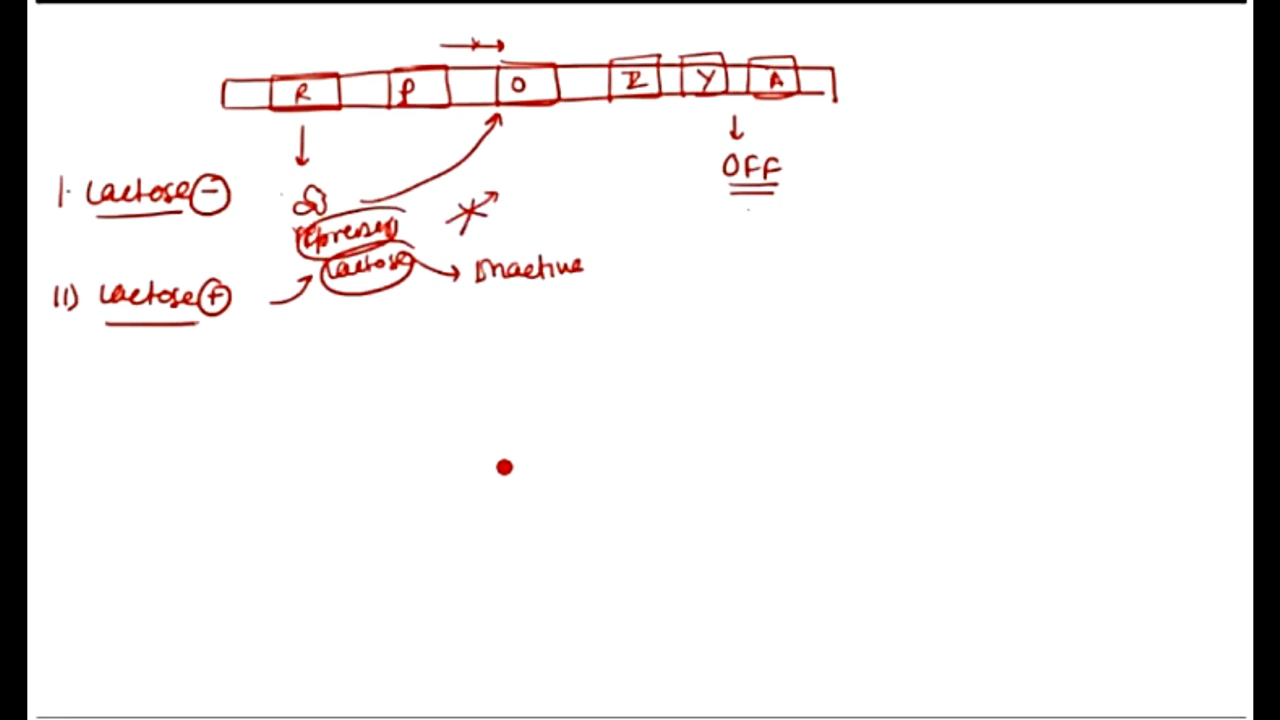 R P O Z Y A
OFF
I. Lactose -
repressor
Lactose
Inactive
II) Lactose +